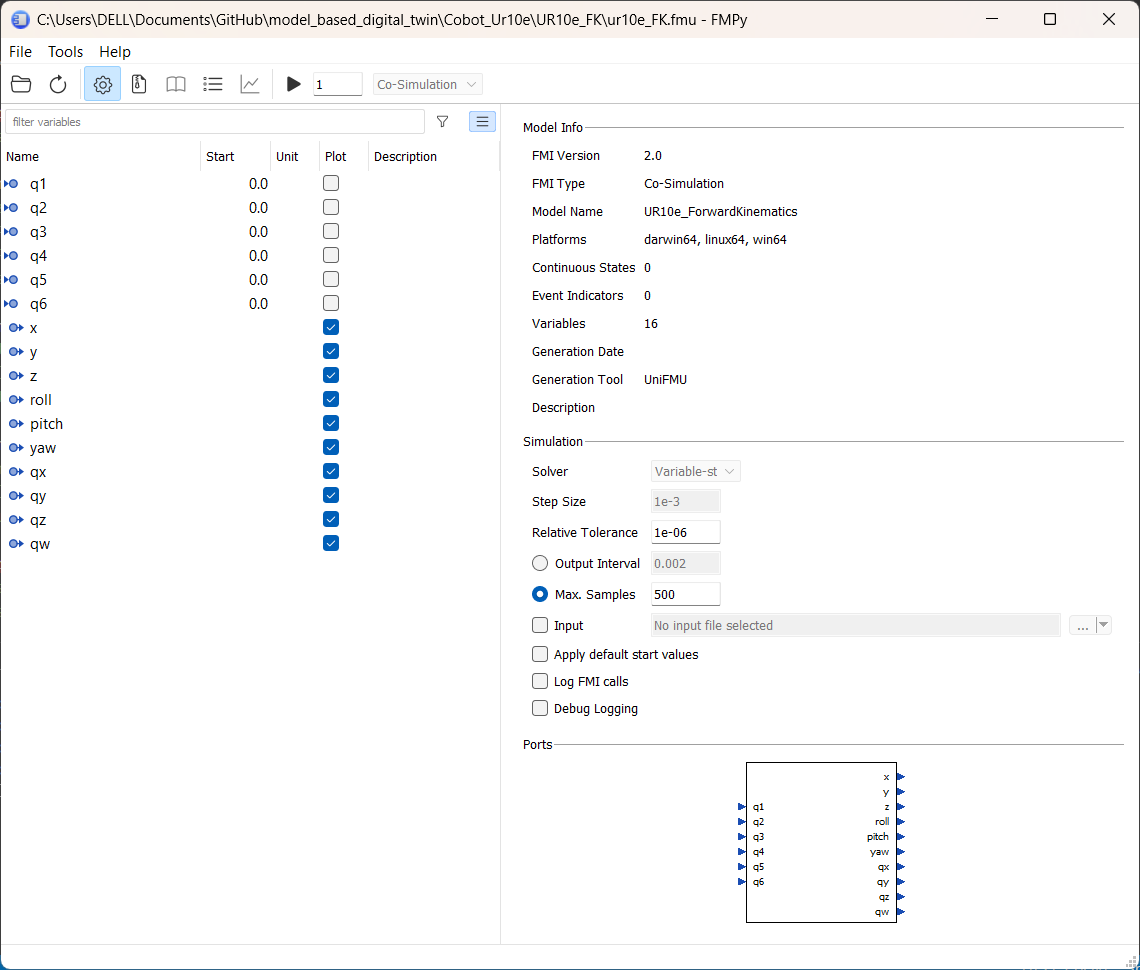 C:\Users\DELL\Documents\GitHub\model_based_digital_twin\Cobot_Ur10e\UR10e_FK\ur10e_FK.fmu - FMPy
File Tools Help
1 Co-Simulation
filter variables
Name Start Unit Plot Description
q1 0.0
q2 0.0
q3 0.0
q4 0.0
q5 0.0
q6 0.0
x
y
z
roll
pitch
yaw
qx
qy
qz
qw
Model Info
FMI Version 2.0
FMI Type Co-Simulation
Model Name UR10e_ForwardKinematics
Platforms darwin64, linux64, win64
Continuous States 0
Event Indicators 0
Variables 16
Generation Date
Generation Tool UniFMU
Description
Simulation
Solver Variable-st
Step Size 1e-3
Relative Tolerance 1e-06
Output Interval 0.002
Max. Samples 500
Input No input file selected ...
Apply default start values
Log FMI calls
Debug Logging
Ports
x
y
q1 z
q2 roll
q3 pitch
q4 yaw
q5 qx
q6 qy
qz
qw